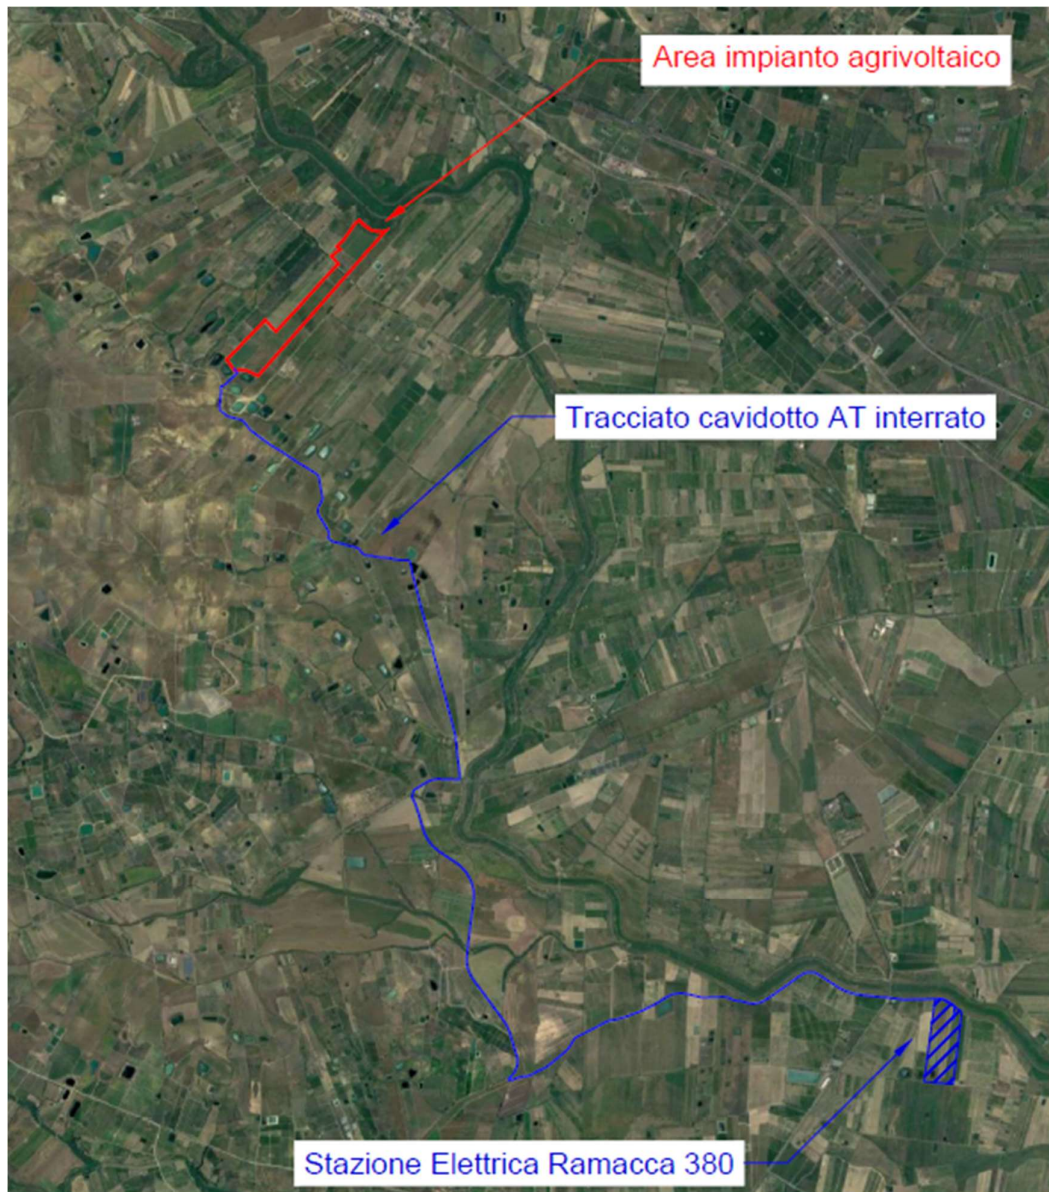 Area impianto agrivoltaico
Tracciato cavidotto AT interrato
Stazione Elettrica Ramacca 380